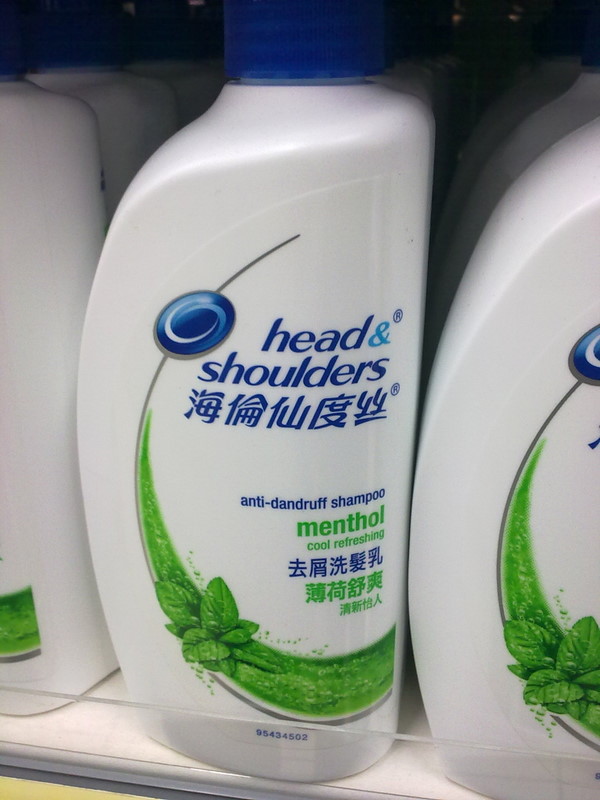 head&®
shoulders
海倫仙度丝®
anti-dandruff shampoo
menthol
cool refreshing
去屑洗髮乳
薄荷舒爽
清新怡人
95434502